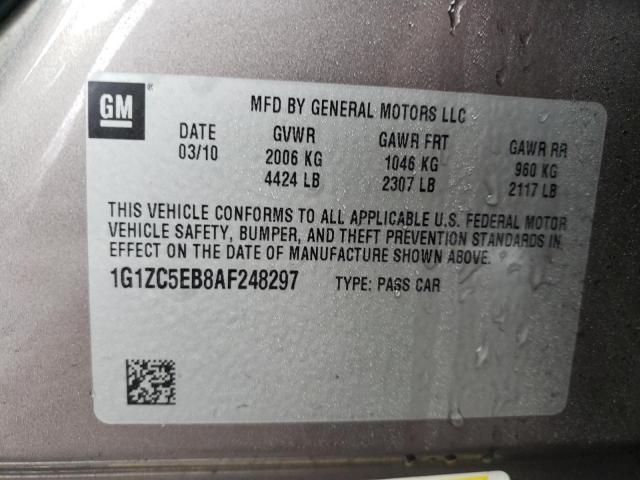 GM ®
MFD BY GENERAL MOTORS LLC
DATE GVWR GAWR FRT GAWR RR
03/10 2006 KG 1046 KG 960 KG
4424 LB 2307 LB 2117 LB
THIS VEHICLE CONFORMS TO ALL APPLICABLE U.S. FEDERAL MOTOR
VEHICLE SAFETY, BUMPER, AND THEFT PREVENTION STANDARDS IN
EFFECT ON THE DATE OF MANUFACTURE SHOWN ABOVE.
1G1ZC5EB8AF248297 TYPE: PASS CAR